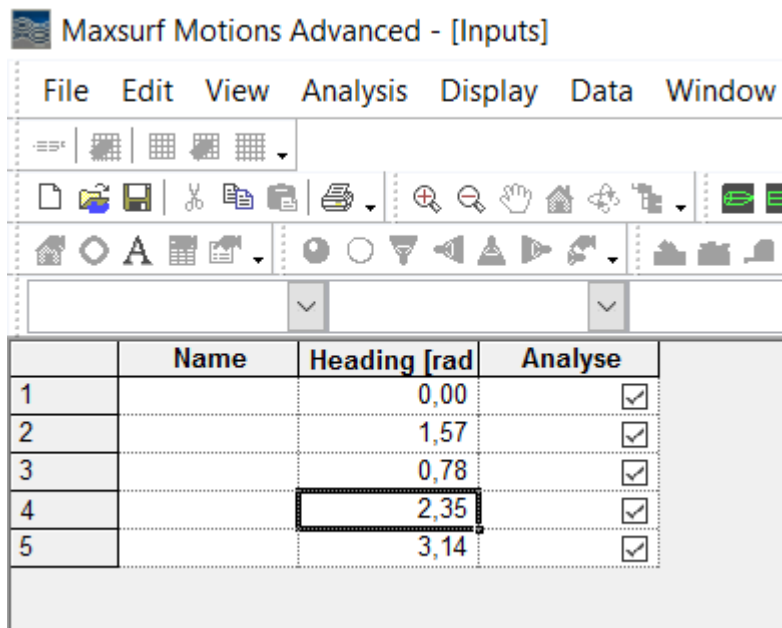 Maxsurf Motions Advanced - [Inputs]
File Edit View Analysis Display Data Window
A
Name Heading [rad Analyse
1 0,00
2 1,57
3 0,78
4 2,35
5 3,14